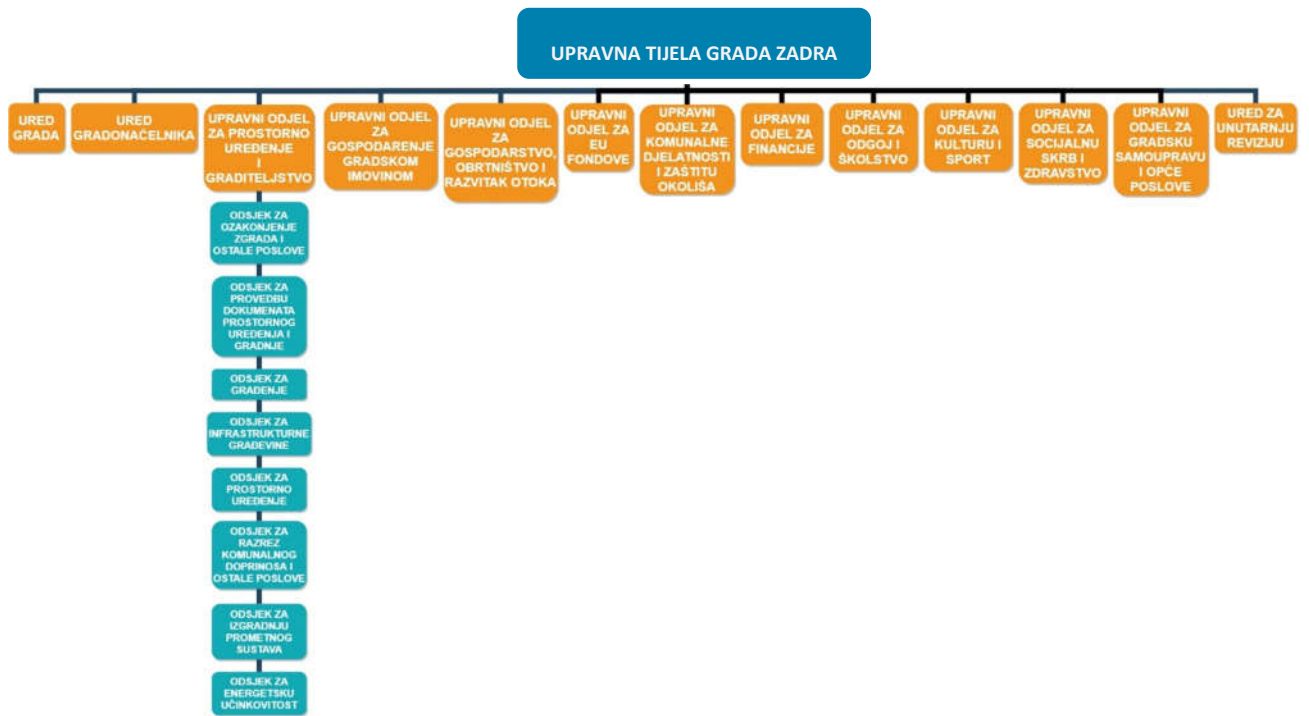 UPRAVNA TIJELA GRADA ZADRA
URED
GRADA
URED
GRADONAČELNIKA
UPRAVNI ODJEL
ZA PROSTORNO
UREĐENJE
I
GRADITELJSTVO
UPRAVNI ODJEL
ZA
GOSPODARENJE
GRADSKOM
IMOVINOM
UPRAVNI ODJEL
ZA
GOSPODARSTVO,
OBRTNIŠTVO I
RAZVITAK OTOKA
UPRAVNI
ODJEL ZA
EU
FONDOVE
UPRAVNI
ODJEL ZA
KOMUNALNE
DJELATNOSTI
I ZAŠTITU
OKOLIŠA
UPRAVNI
ODJEL ZA
FINANCIJE
UPRAVNI
ODJEL ZA
ODGOJ I
ŠKOLSTVO
UPRAVNI
ODJEL ZA
KULTURU I
SPORT
UPRAVNI
ODJEL ZA
SOCIJALNU
SKRB I
ZDRAVSTVO
UPRAVNI
ODJEL ZA
GRADSKU
SAMOUPRAVU
I OPĆE
POSLOVE
URED ZA
UNUTARNJU
REVIZIJU
ODSJEK ZA
OZAKONJENJE
ZGRADA I
OSTALE POSLOVE
ODSJEK ZA
PROVEDBU
DOKUMENATA
PROSTORNOG
UREĐENJA I
GRADNJE
ODSJEK ZA
GRAĐENJE
ODSJEK ZA
INFRASTRUKTURNE
GRAĐEVINE
ODSJEK ZA
PROSTORNO
UREĐENJE
ODSJEK ZA
RAZREZ
KOMUNALNOG
DOPRINOSA I
OSTALE POSLOVE
ODSJEK ZA
IZGRADNJU
PROMETNOG
SUSTAVA
ODSJEK ZA
ENERGETSKU
UČINKOVITOST